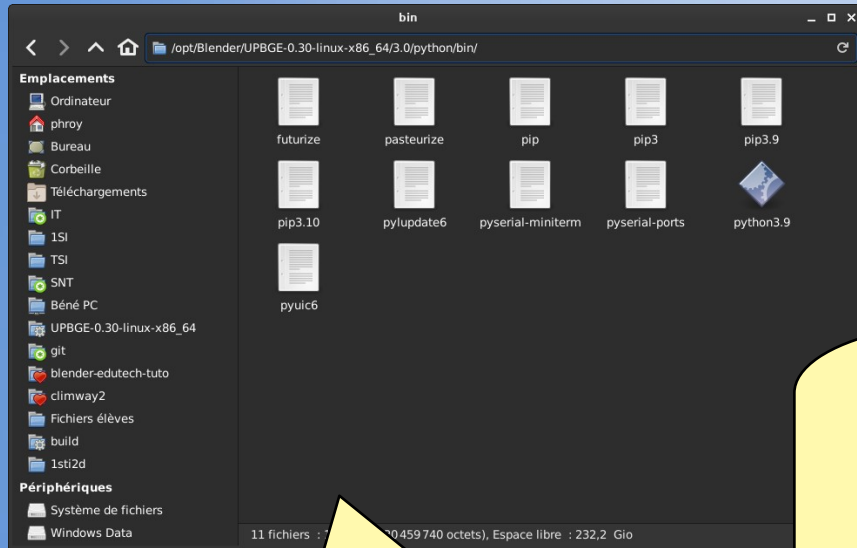 bin
/opt/Blender/UPBGE-0.30-linux-x86_64/3.0/python/bin/
Emplacements
Ordinateur
phroy
Bureau
Corbeille
Téléchargements
IT
1SI
TSI
SNT
Béné PC
UPBGE-0.30-linux-x86_64
git
blender-edutech-tuto
climway2
Fichiers élèves
build
1sti2d
Périphériques
Système de fichiers
Windows Data
futurize
pasteurize
pip
pip3
pip3.9
pip3.10
pylupdate6
pyserial-miniterm
pyserial-ports
python3.9
pyuic6
11 fichiers : 459 740 octets), Espace libre : 232,2 Gio